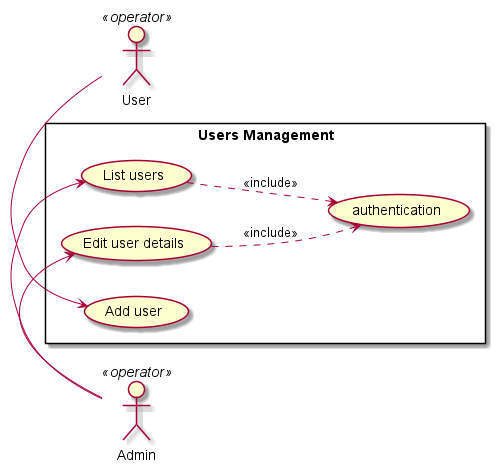 «operator»
User
Users Management
List users
«include»
authentication
«include»
Edit user details
Add user
«operator»
Admin